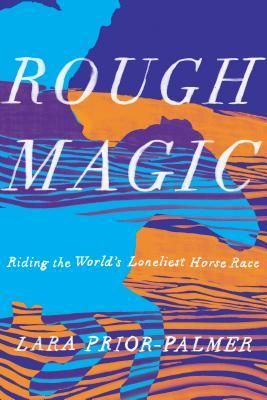 ROUGH
MAGIC
Riding the World's Loneliest Horse Race
LARA PRIOR-PALMER